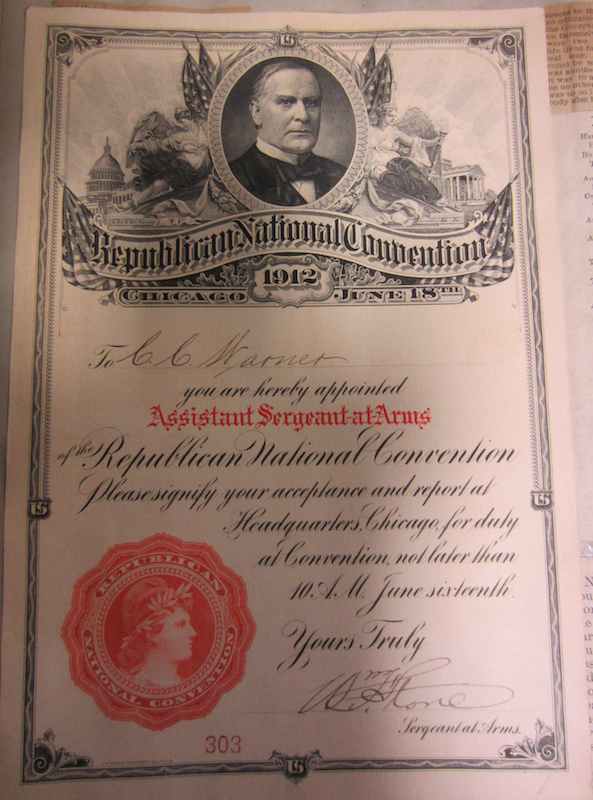 Republican National Convention
1912
CHICAGO JUNE 18TH
To C. C. Warner
you are hereby appointed
Assistant Sergeant-at-Arms
of the Republican National Convention
Please signify your acceptance and report at
Headquarters, Chicago, for duty
at Convention, not later than
10. A.M. June sixteenth.
Yours Truly
Stone
Sergeant at Arms.
REPUBLICAN
NATIONAL CONVENTION
303